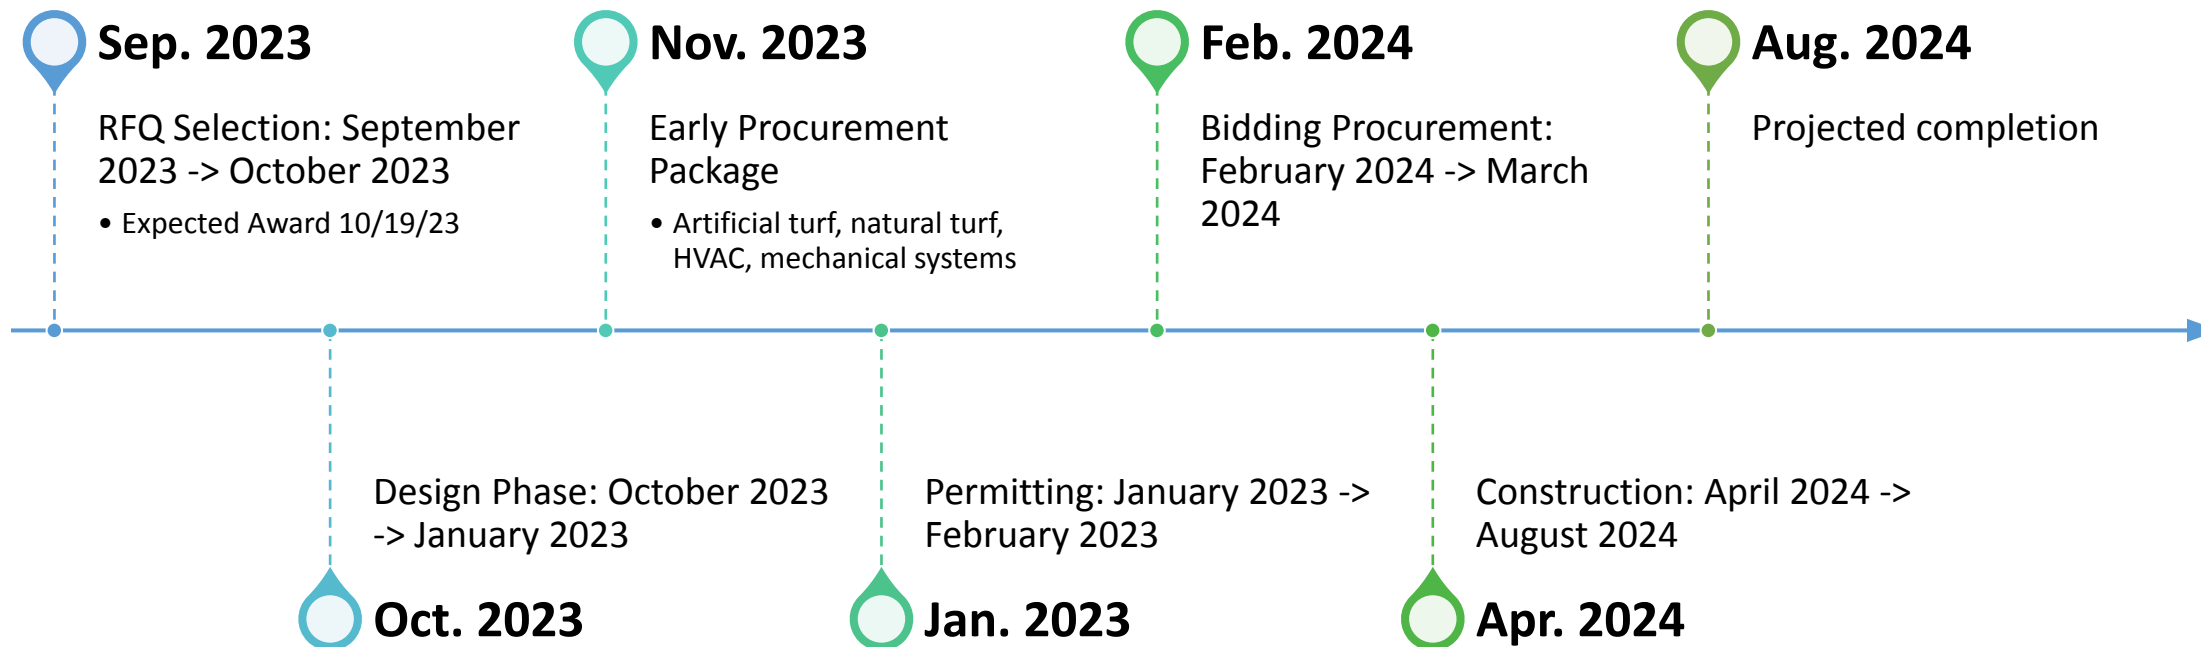 Sep. 2023
RFQ Selection: September
2023 -> October 2023
• Expected Award 10/19/23
Nov. 2023
Early Procurement
Package
• Artificial turf, natural turf,
HVAC, mechanical systems
Feb. 2024
Bidding Procurement:
February 2024 -> March
2024
Aug. 2024
Projected completion
Design Phase: October 2023
-> January 2023
Oct. 2023
Permitting: January 2023 ->
February 2023
Jan. 2023
Construction: April 2024 ->
August 2024
Apr. 2024